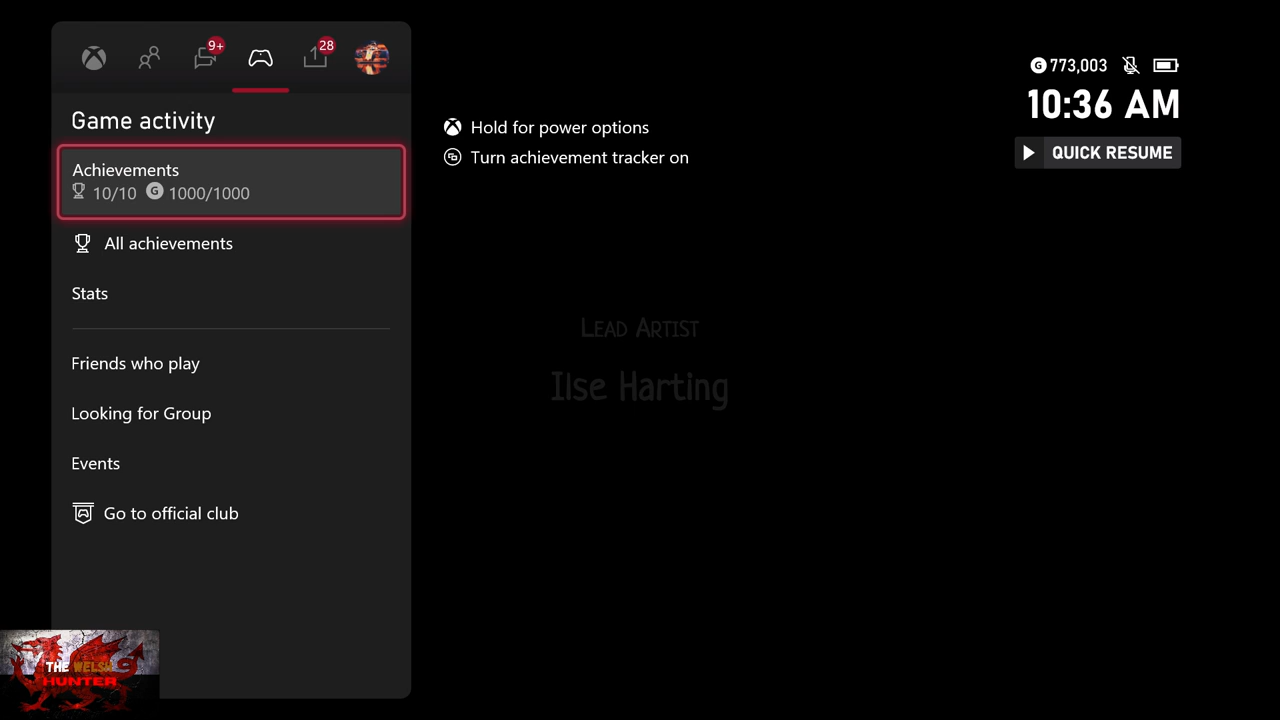 9+
28
Game activity
Achievements
10/10 G 1000/1000
All achievements
Stats
Friends who play
Looking for Group
Events
Go to official club
Hold for power options
Turn achievement tracker on
G 773,003
10:36 AM
QUICK RESUME
Lead Artist
Ilse Harting
THE WELSH
HUNTER